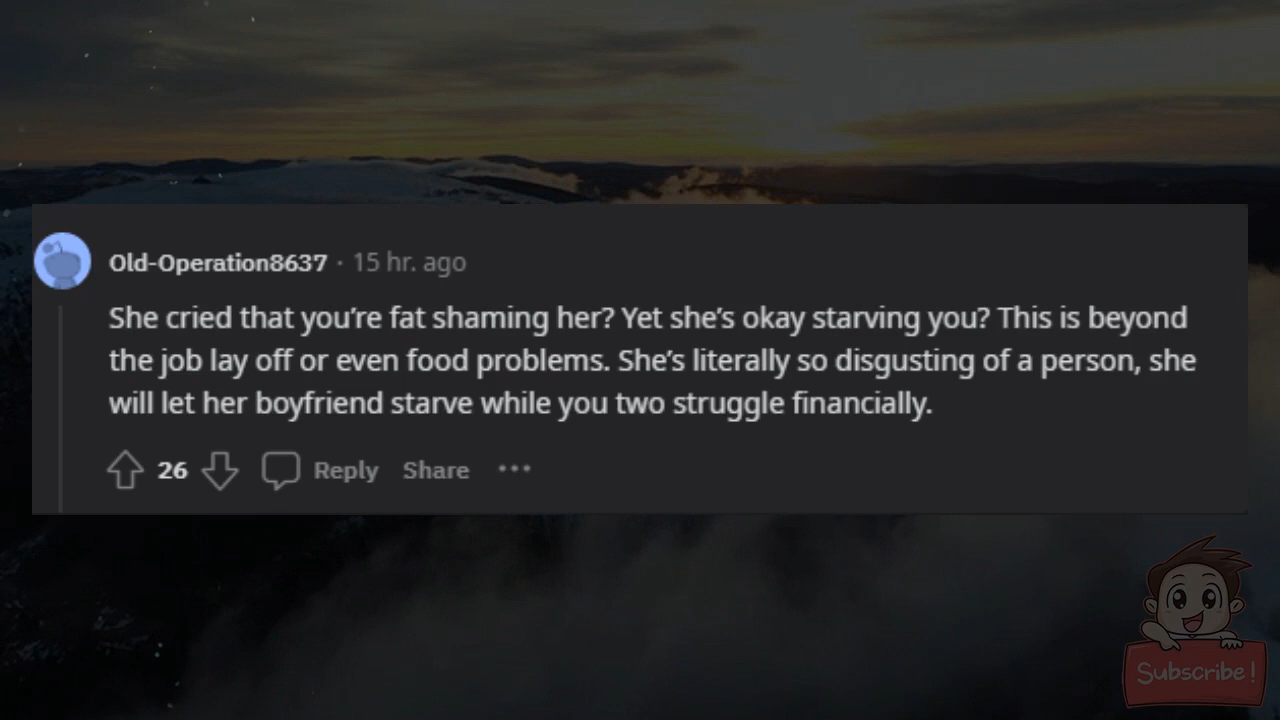 Old-Operation8637 · 15 hr. ago
She cried that you’re fat shaming her? Yet she’s okay starving you? This is beyond
the job lay off or even food problems. She’s literally so disgusting of a person, she
will let her boyfriend starve while you two struggle financially.
26 Reply Share ···
Subscribe!